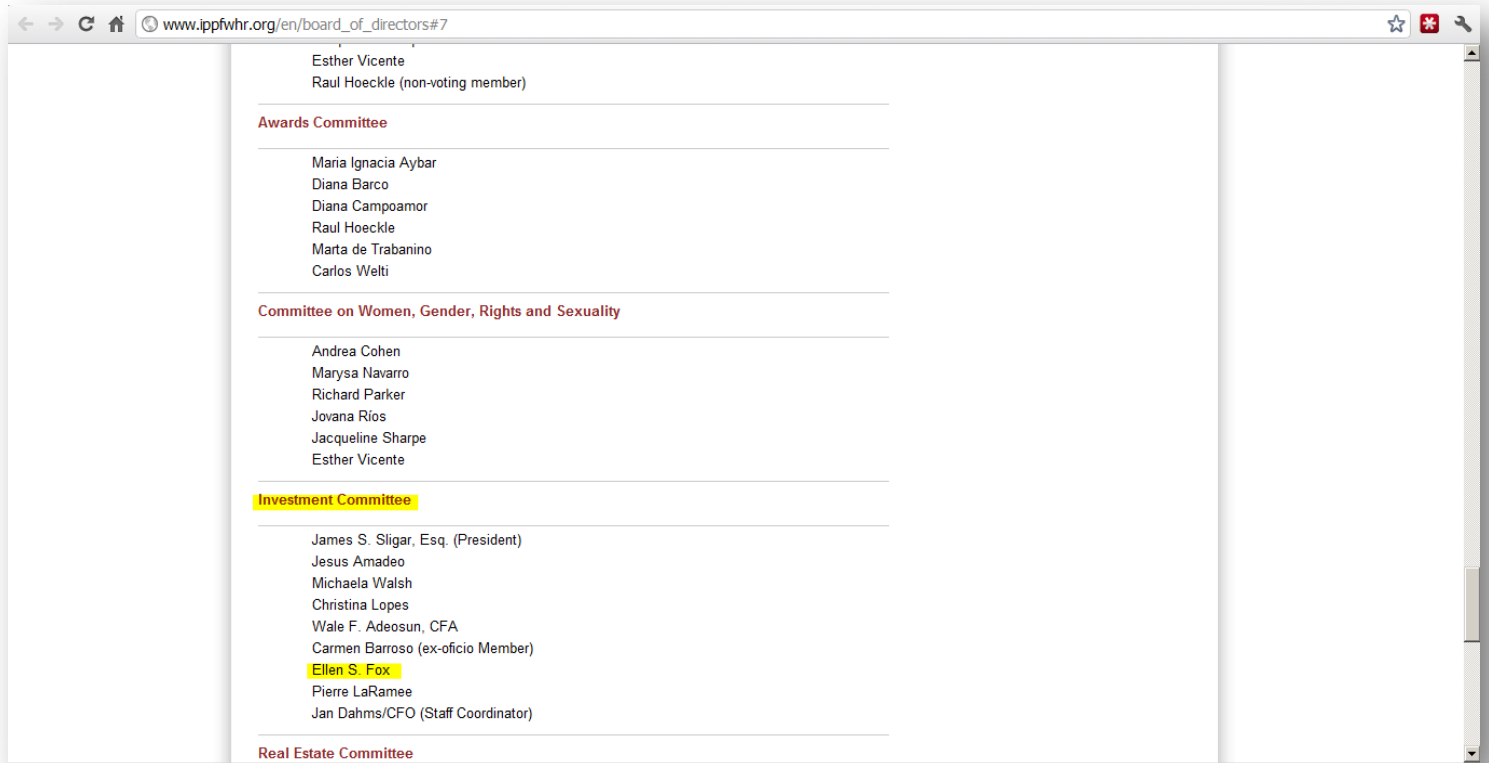 www.ippfwhr.org/en/board_of_directors#7
Esther Vicente
Raul Hoeckle (non-voting member)
Awards Committee
Maria Ignacia Aybar
Diana Barco
Diana Campoamor
Raul Hoeckle
Marta de Trabanino
Carlos Welti
Committee on Women, Gender, Rights and Sexuality
Andrea Cohen
Marysa Navarro
Richard Parker
Jovana Ríos
Jacqueline Sharpe
Esther Vicente
Investment Committee
James S. Sligar, Esq. (President)
Jesus Amadeo
Michaela Walsh
Christina Lopes
Wale F. Adeosun, CFA
Carmen Barroso (ex-oficio Member)
Ellen S. Fox
Pierre LaRamee
Jan Dahms/CFO (Staff Coordinator)
Real Estate Committee